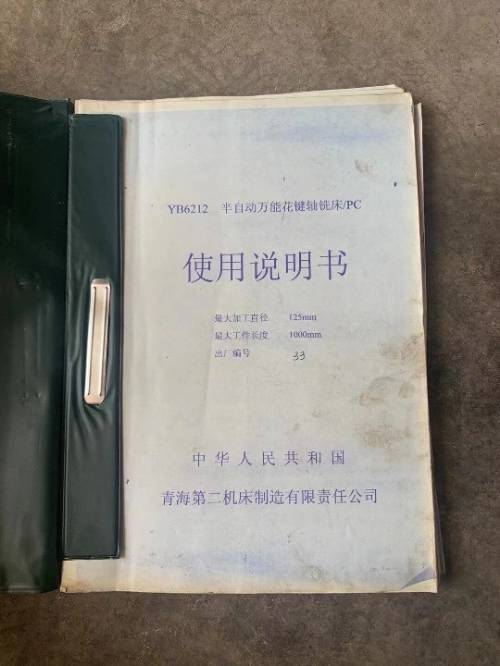 YB6212 半自动万能花键轴铣床/PC
使用说明书
最大加工直径 125mm
最大工件长度 1000mm
出厂编号 33
中华人民共和国
青海第二机床制造有限责任公司